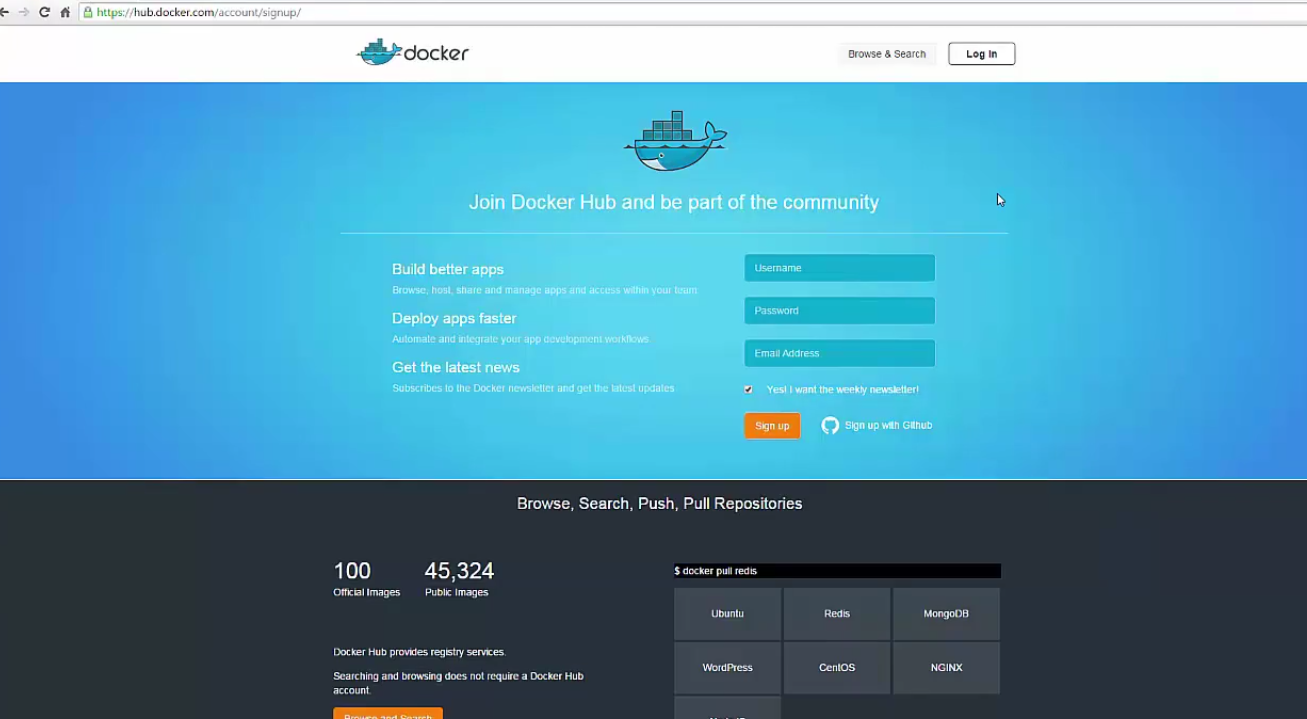 https://hub.docker.com/account/signup/
docker
Browse & Search
Log In
Join Docker Hub and be part of the community
Build better apps
Browse, host, share and manage apps and access within your team.
Deploy apps faster
Automate and integrate your app development workflows.
Get the latest news
Subscribes to the Docker newsletter and get the latest updates
Username
Password
Email Address
Yes! I want the weekly newsletter!
Sign up
Sign up with Github
Browse, Search, Push, Pull Repositories
100
Official Images
45,324
Public Images
Docker Hub provides registry services.
Searching and browsing does not require a Docker Hub
account.
Browse and Search
$ docker pull redis
Ubuntu
Redis
MongoDB
WordPress
CentOS
NGINX